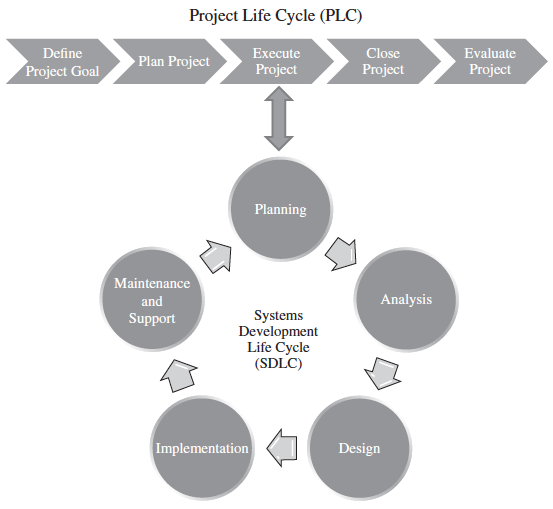 Project Life Cycle (PLC)
Define
Project Goal
Plan Project
Execute
Project
Close
Project
Evaluate
Project
Planning
Maintenance
and
Support
Analysis
Systems
Development
Life Cycle
(SDLC)
Implementation
Design